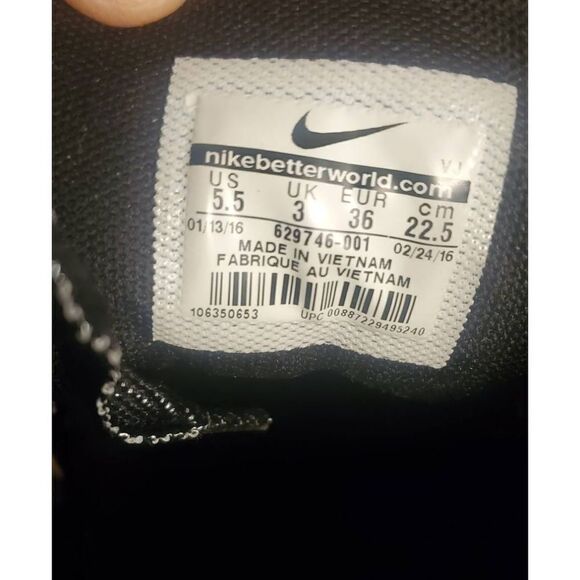 nikebetterworld.com VJ
US UK EUR cm
5.5 3 36 22.5
01/13/16 629746-001 02/24/16
MADE IN VIETNAM
FABRIQUE AU VIETNAM
106350653 UPC 00887229495240